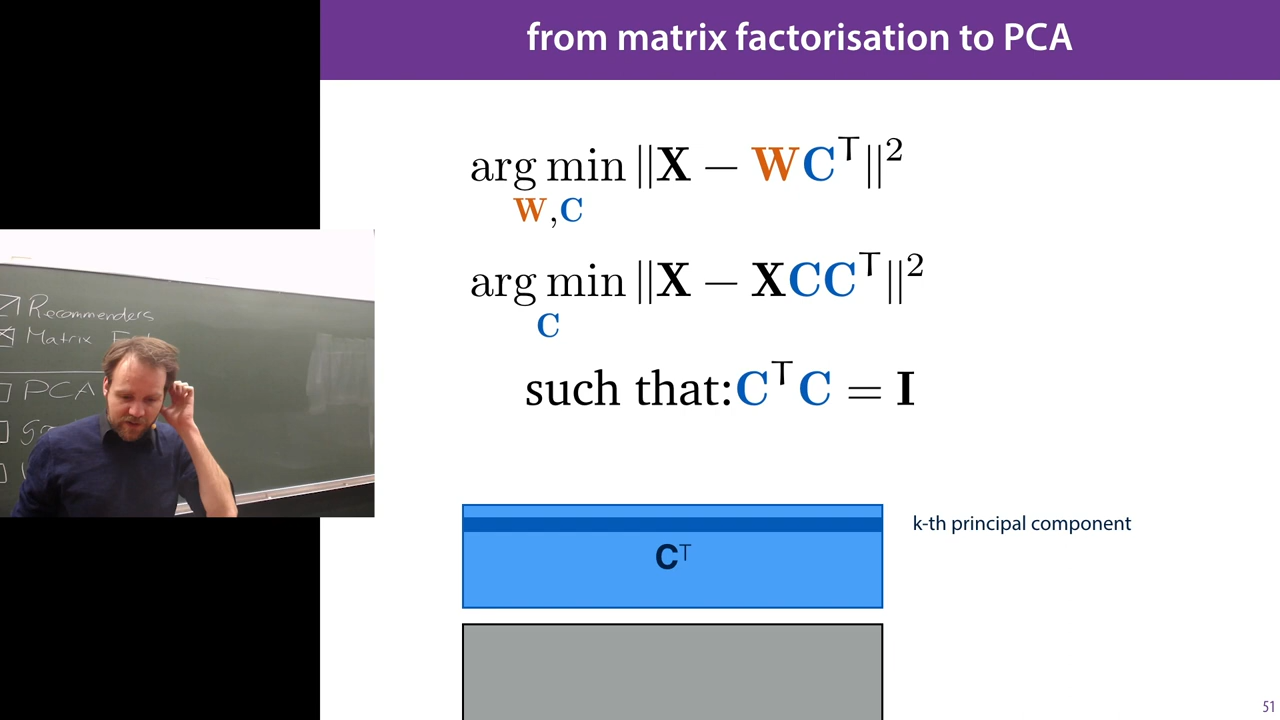 from matrix factorisation to PCA
arg min ||X − WCᵀ||²
W,C
arg min ||X − XCCᵀ||²
C
such that: CᵀC = I
k-th principal component
Cᵀ
Recommenders
Matrix
PCA
51